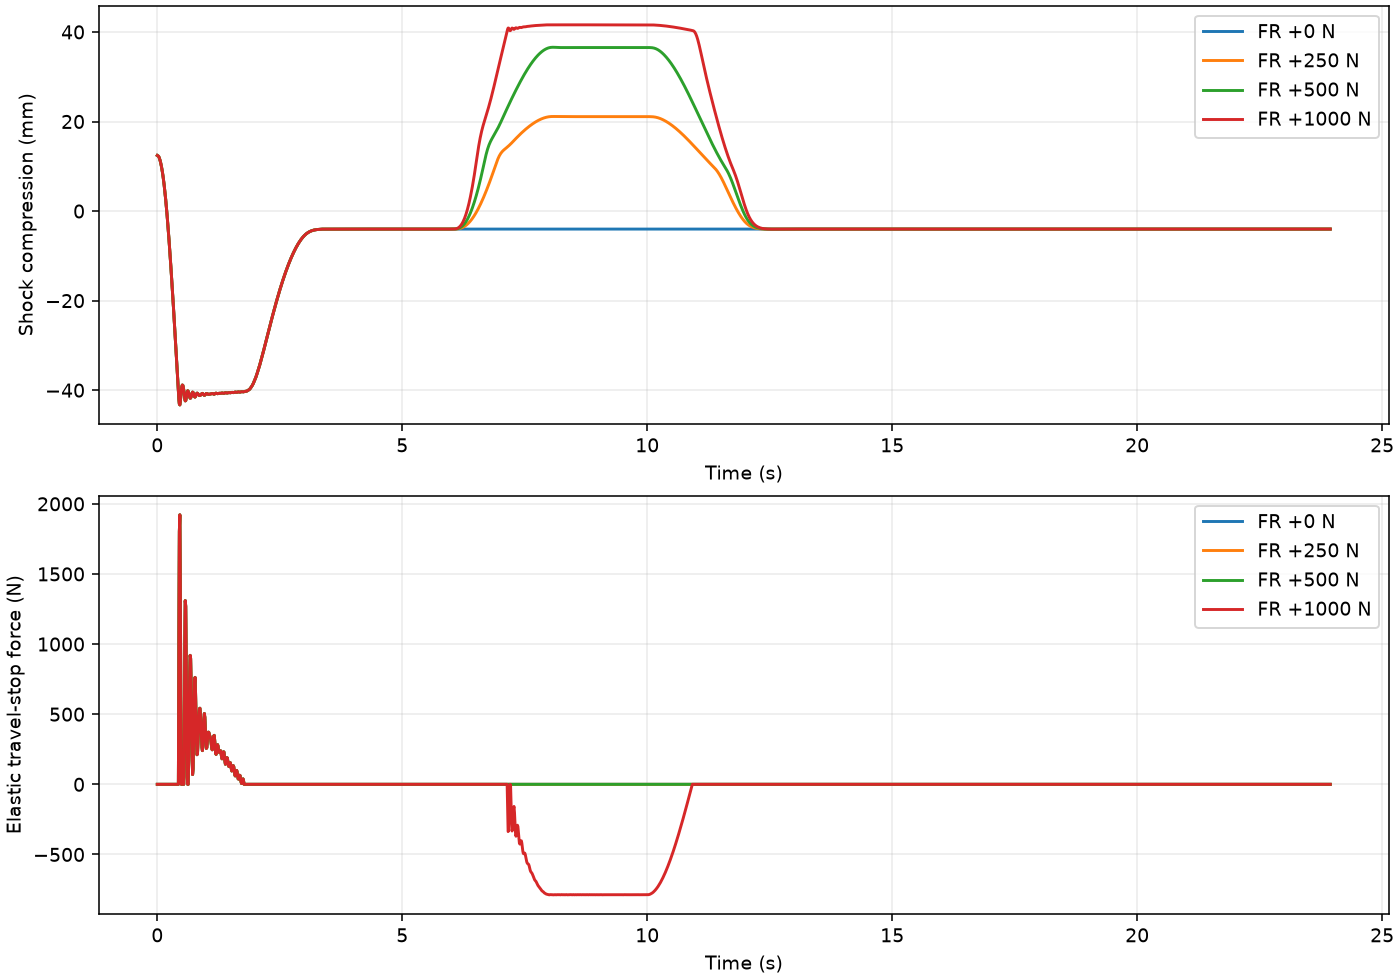 Shock compression (mm)
40
20
0
−20
−40
FR +0 N
FR +250 N
FR +500 N
FR +1000 N
0
5
10
15
20
25
Time (s)
Elastic travel-stop force (N)
2000
1500
1000
500
0
−500
FR +0 N
FR +250 N
FR +500 N
FR +1000 N
0
5
10
15
20
25
Time (s)